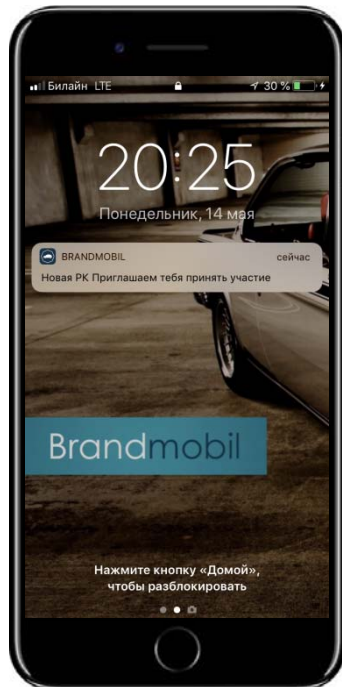 Билайн LTE 30 %
20:25
Понедельник, 14 мая
BRANDMOBIL сейчас
Новая РК Приглашаем тебя принять участие
Brandmobil
Нажмите кнопку «Домой»,
чтобы разблокировать